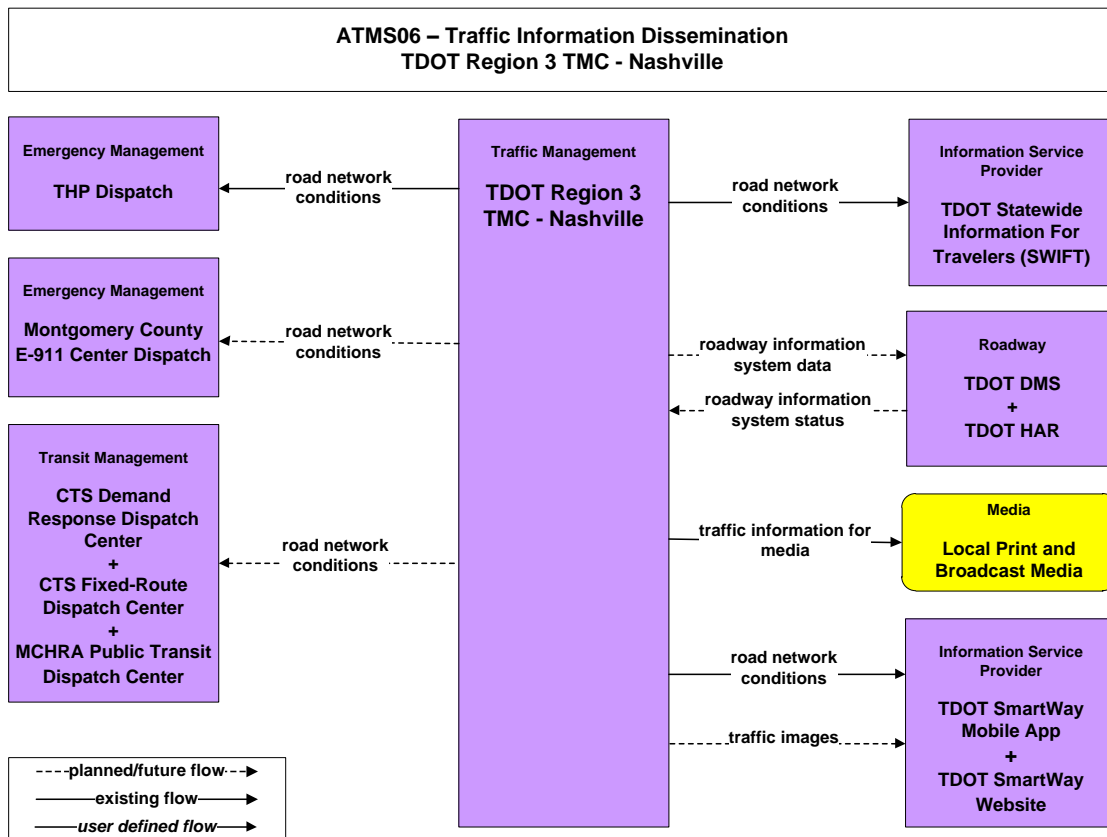 ATMS06 – Traffic Information Dissemination
TDOT Region 3 TMC - Nashville
Emergency Management
THP Dispatch
road network
conditions
Traffic Management
TDOT Region 3
TMC - Nashville
road network
conditions
Information Service
Provider
TDOT Statewide
Information For
Travelers (SWIFT)
Emergency Management
Montgomery County
E-911 Center Dispatch
road network
conditions
roadway information
system data
roadway information
system status
Roadway
TDOT DMS
+
TDOT HAR
Transit Management
CTS Demand
Response Dispatch
Center
+
CTS Fixed-Route
Dispatch Center
+
MCHRA Public Transit
Dispatch Center
road network
conditions
traffic information for
media
Media
Local Print and
Broadcast Media
road network
conditions
traffic images
Information Service
Provider
TDOT SmartWay
Mobile App
+
TDOT SmartWay
Website
planned/future flow
existing flow
user defined flow